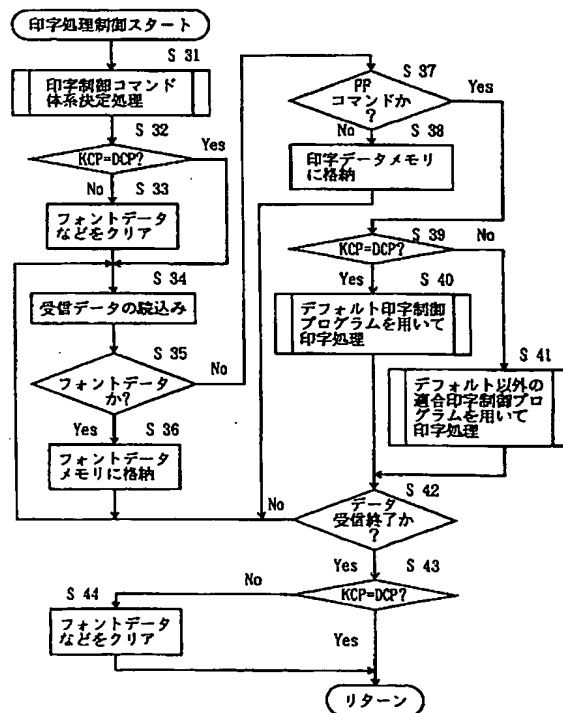 印字処理制御スタート
S 31
印字制御コマンド
体系決定処理
S 32
KCP=DCP?
Yes
No
S 33
フォントデータ
などをクリア
S 34
受信データの読込み
S 35
フォントデータ
か?
No
Yes
S 36
フォントデータ
メモリに格納
S 37
PP
コマンドか
?
Yes
No
S 38
印字データメモリ
に格納
S 39
KCP=DCP?
No
Yes
S 40
デフォルト印字制御
プログラムを用いて
印字処理
S 41
デフォルト以外の
適合印字制御プロ
グラムを用いて
印字処理
S 42
データ
受信終了か
?
No
Yes
S 43
KCP=DCP?
No
Yes
S 44
フォントデータ
などをクリア
リターン